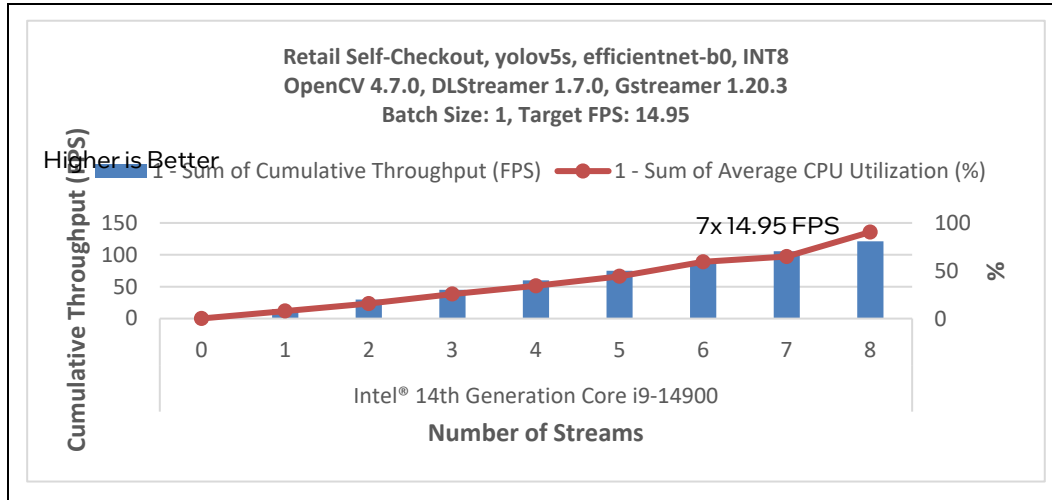 Retail Self-Checkout, yolov5s, efficientnet-b0, INT8
OpenCV 4.7.0, DLStreamer 1.7.0, Gstreamer 1.20.3
Batch Size: 1, Target FPS: 14.95
Higher is Better
1 - Sum of Cumulative Throughput (FPS) 1 - Sum of Average CPU Utilization (%)
Cumulative Throughput (FPS)
150
100
50
0
7x 14.95 FPS
100
50
0
%
0 1 2 3 4 5 6 7 8
Intel® 14th Generation Core i9-14900
Number of Streams